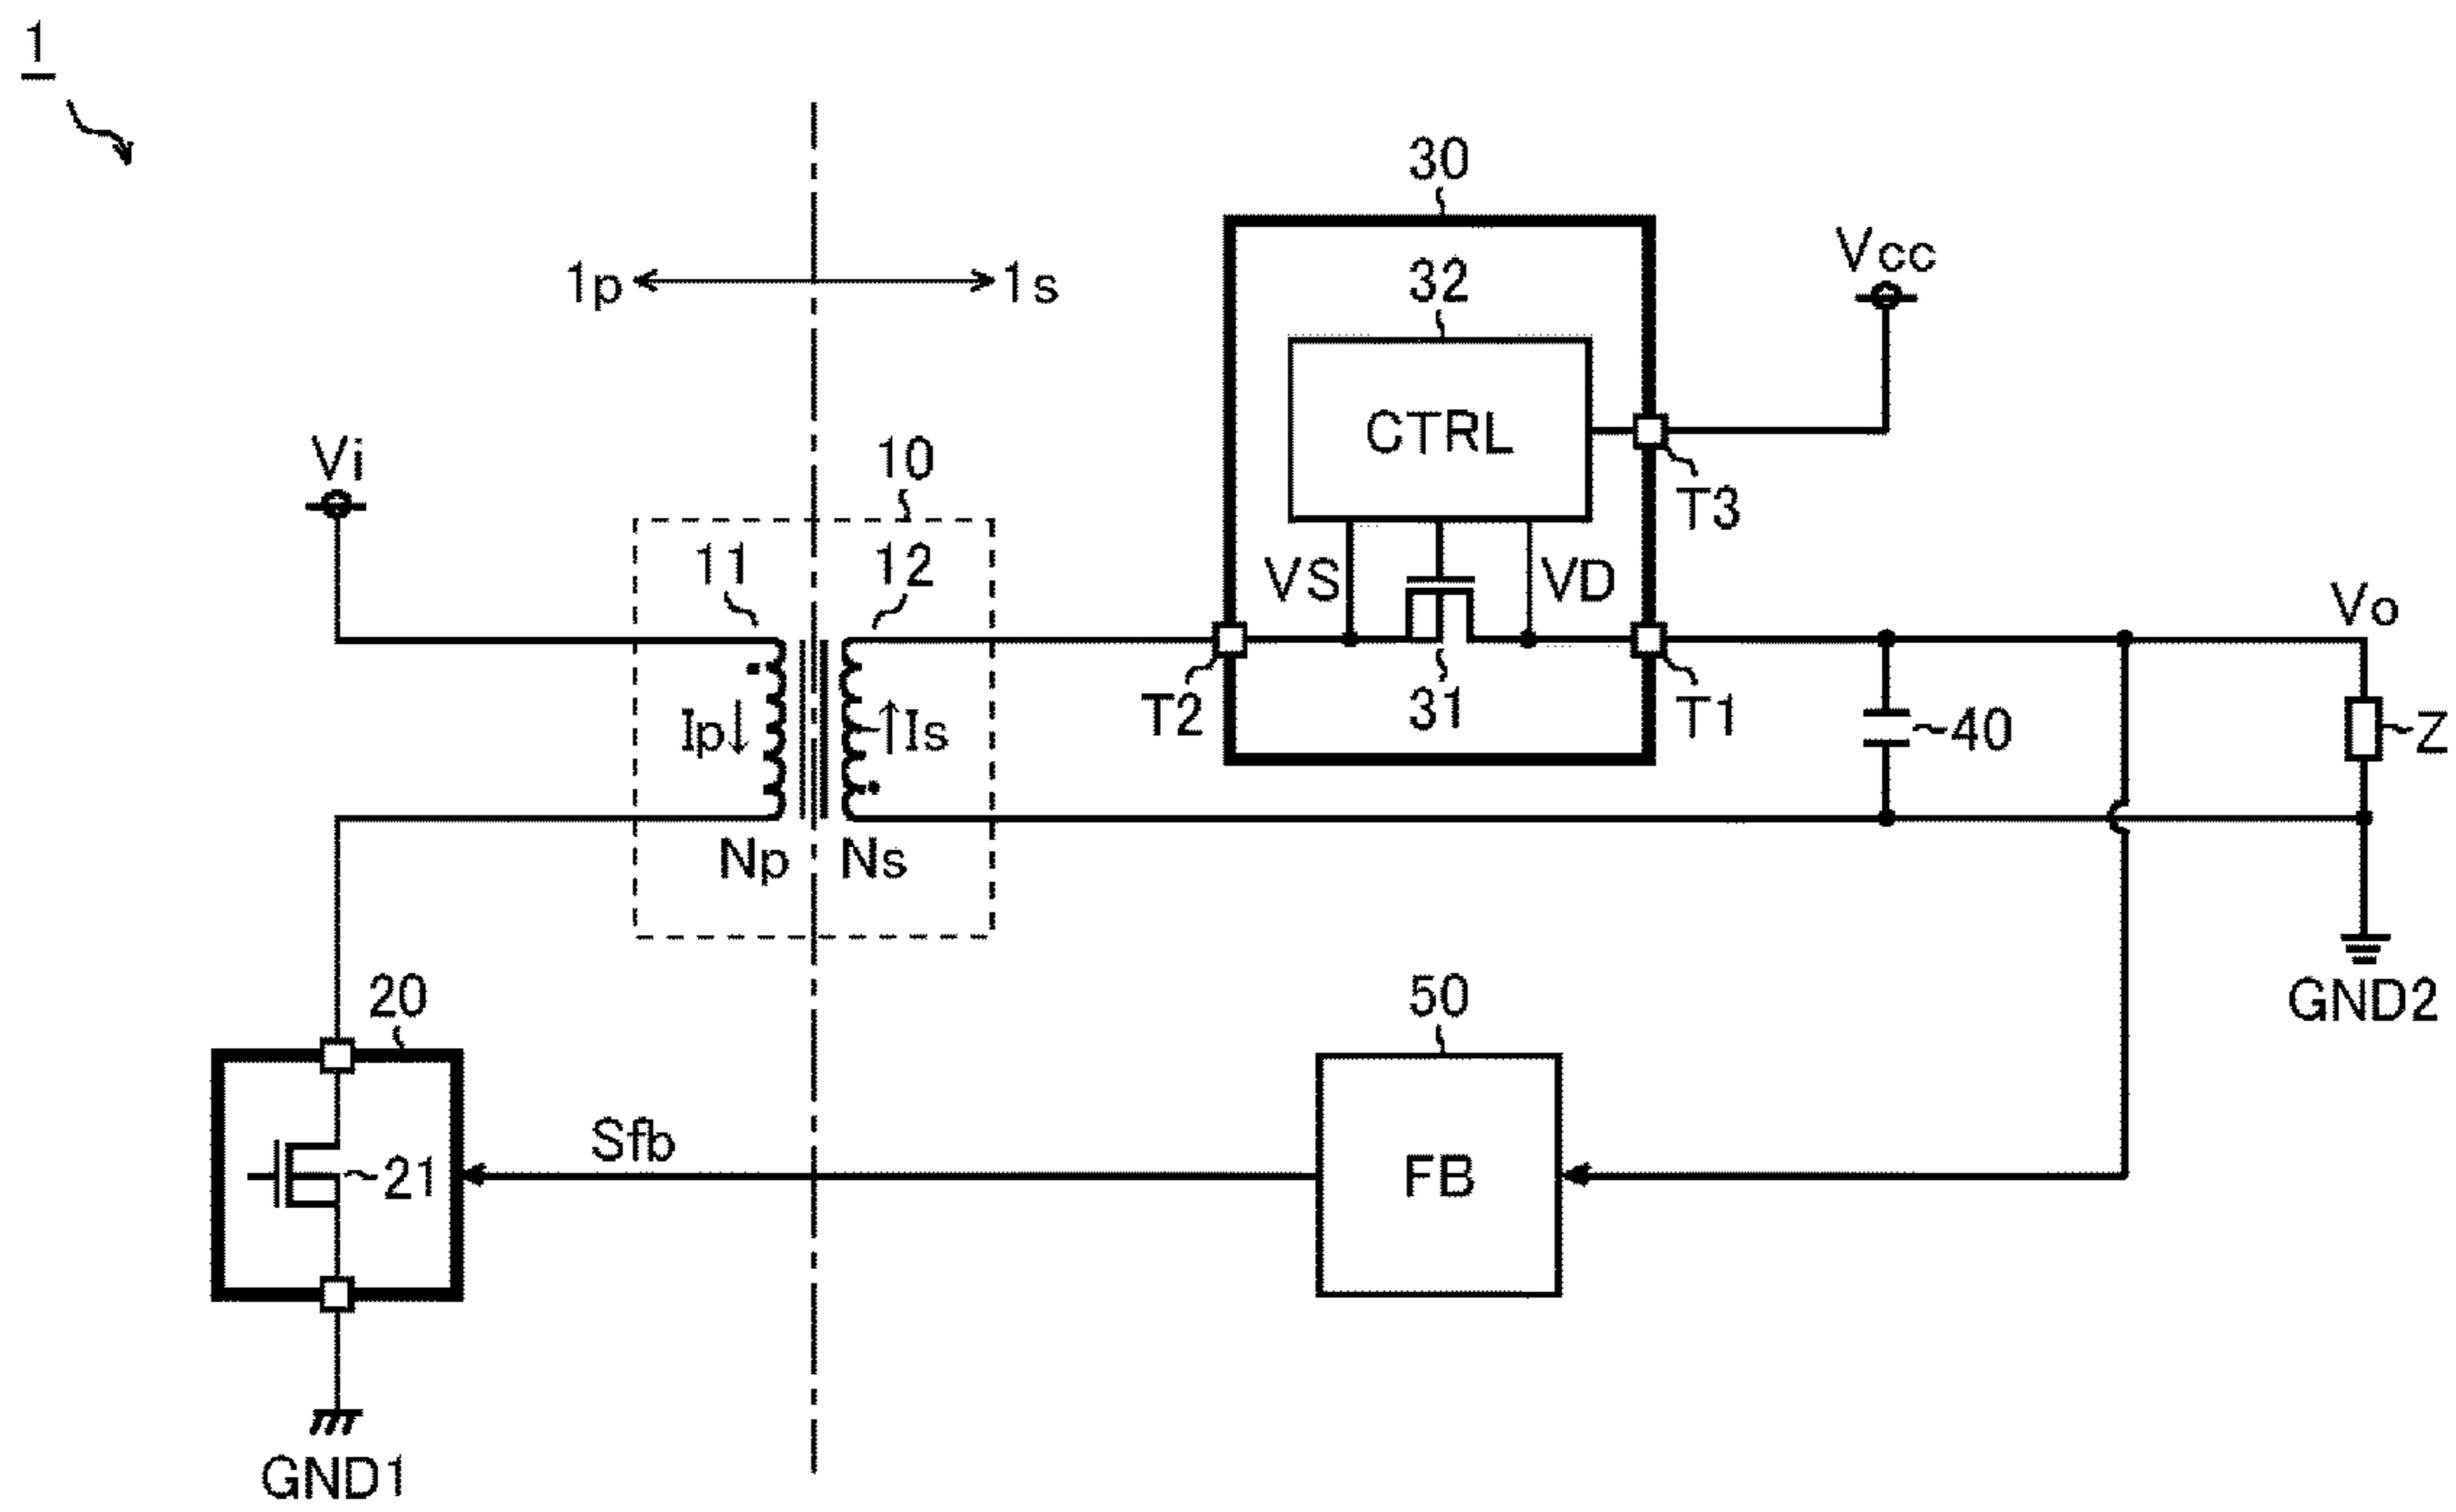 1
30
1p
1s
32
Vcc
CTRL
Vi
10
T3
11
12
VS
VD
Vo
T2
31
T1
Ip↓
↑Is
~40
~Z
Np
Ns
20
50
GND2
Sfb
~21
FB
GND1